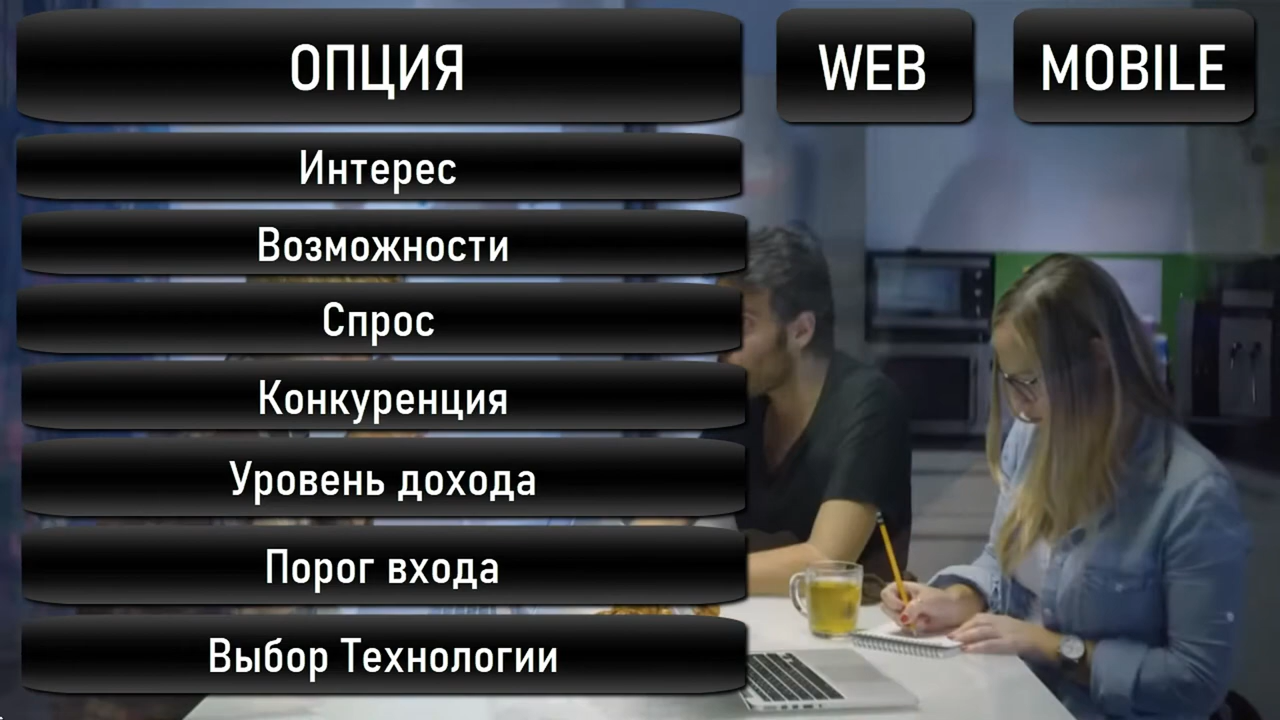 ОПЦИЯ WEB MOBILE
Интерес
Возможности
Спрос
Конкуренция
Уровень дохода
Порог входа
Выбор Технологии